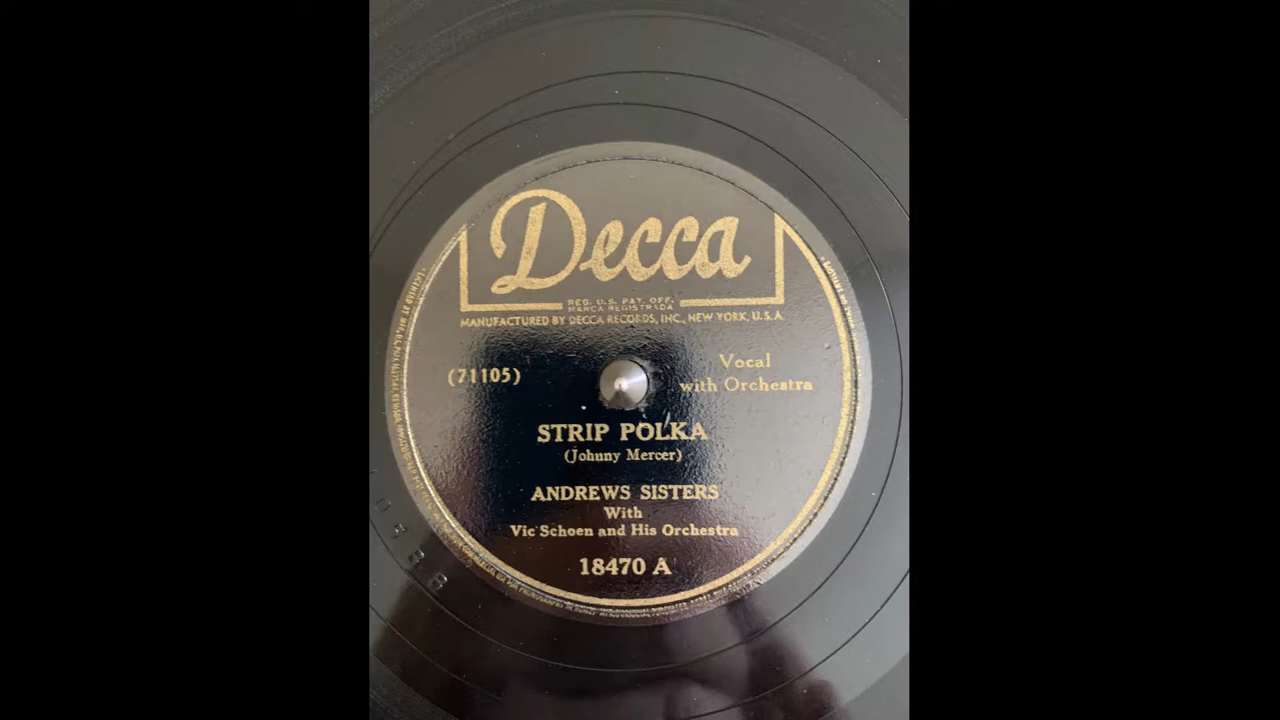 Decca
REG. U.S. PAT. OFF.
MARCA REGISTRADA
MANUFACTURED BY DECCA RECORDS, INC., NEW YORK, U.S.A.
(71105)
Vocal
with Orchestra
STRIP POLKA
(Johnny Mercer)
ANDREWS SISTERS
With
Vic Schoen and His Orchestra
18470 A